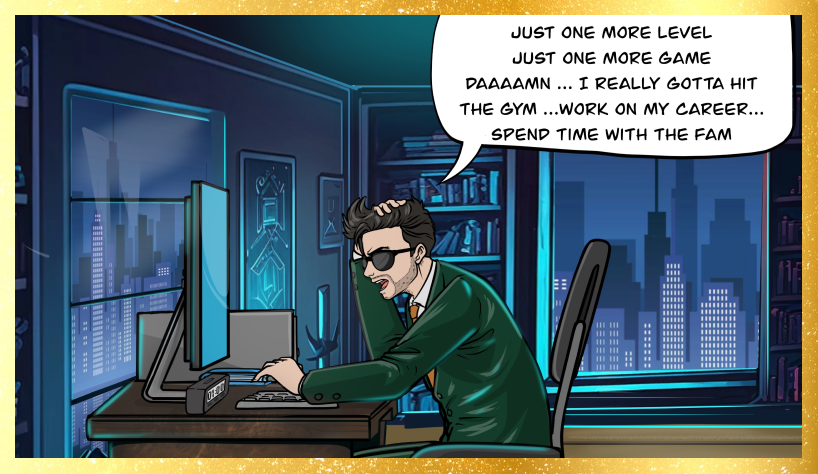 JUST ONE MORE LEVEL
JUST ONE MORE GAME
DAAAAMN ... I REALLY GOTTA HIT
THE GYM ...WORK ON MY CAREER...
SPEND TIME WITH THE FAM